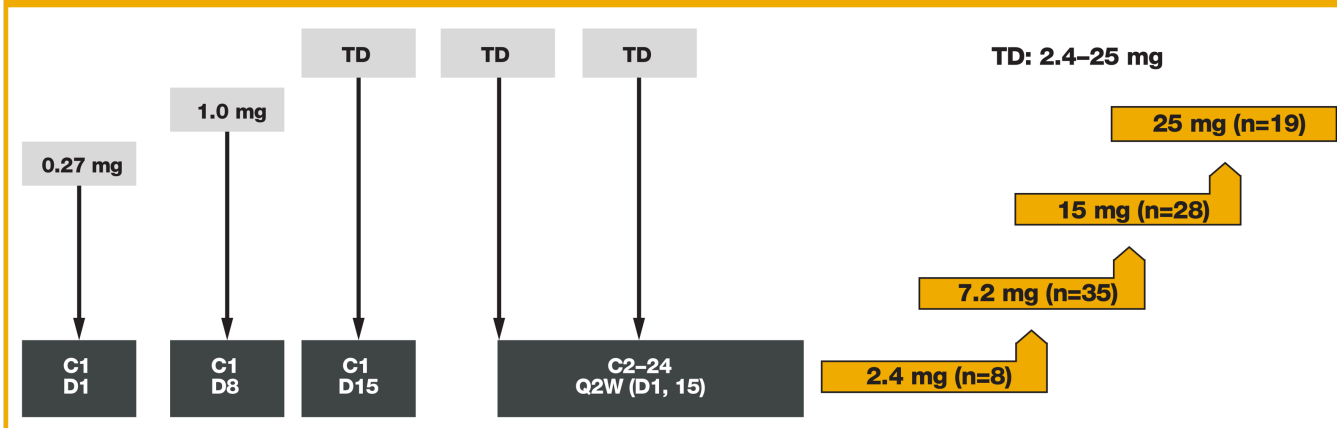 TD
TD
TD
TD: 2.4–25 mg
1.0 mg
25 mg (n=19)
0.27 mg
15 mg (n=28)
7.2 mg (n=35)
C1
D1
C1
D8
C1
D15
C2–24
Q2W (D1, 15)
2.4 mg (n=8)